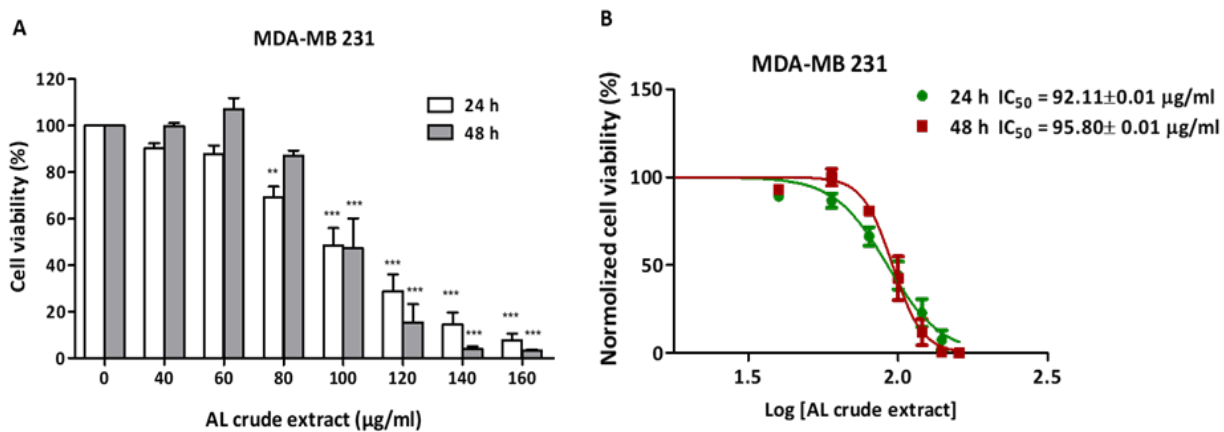 A
MDA-MB 231
120
100
80
60
40
20
0
Cell viability (%)
24 h
48 h
**
***
***
***
***
***
***
***
***
0 40 60 80 100 120 140 160
AL crude extract (µg/ml)
B
MDA-MB 231
24 h IC50 = 92.11±0.01 µg/ml
48 h IC50 = 95.80± 0.01 µg/ml
150
100
50
0
Normalized cell viability (%)
1.5 2.0 2.5
Log [AL crude extract]